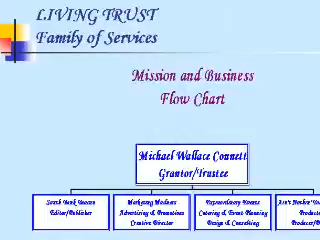 LIVING TRUST
Family of Services
Mission and Business
Flow Chart
Michael Wallace Connett
Grantor/Trustee
Editor/Publisher
Marketing
Advertising & Promotions
Creative Director
Extraordinary Events
Catering & Event Planning
Design & Consulting